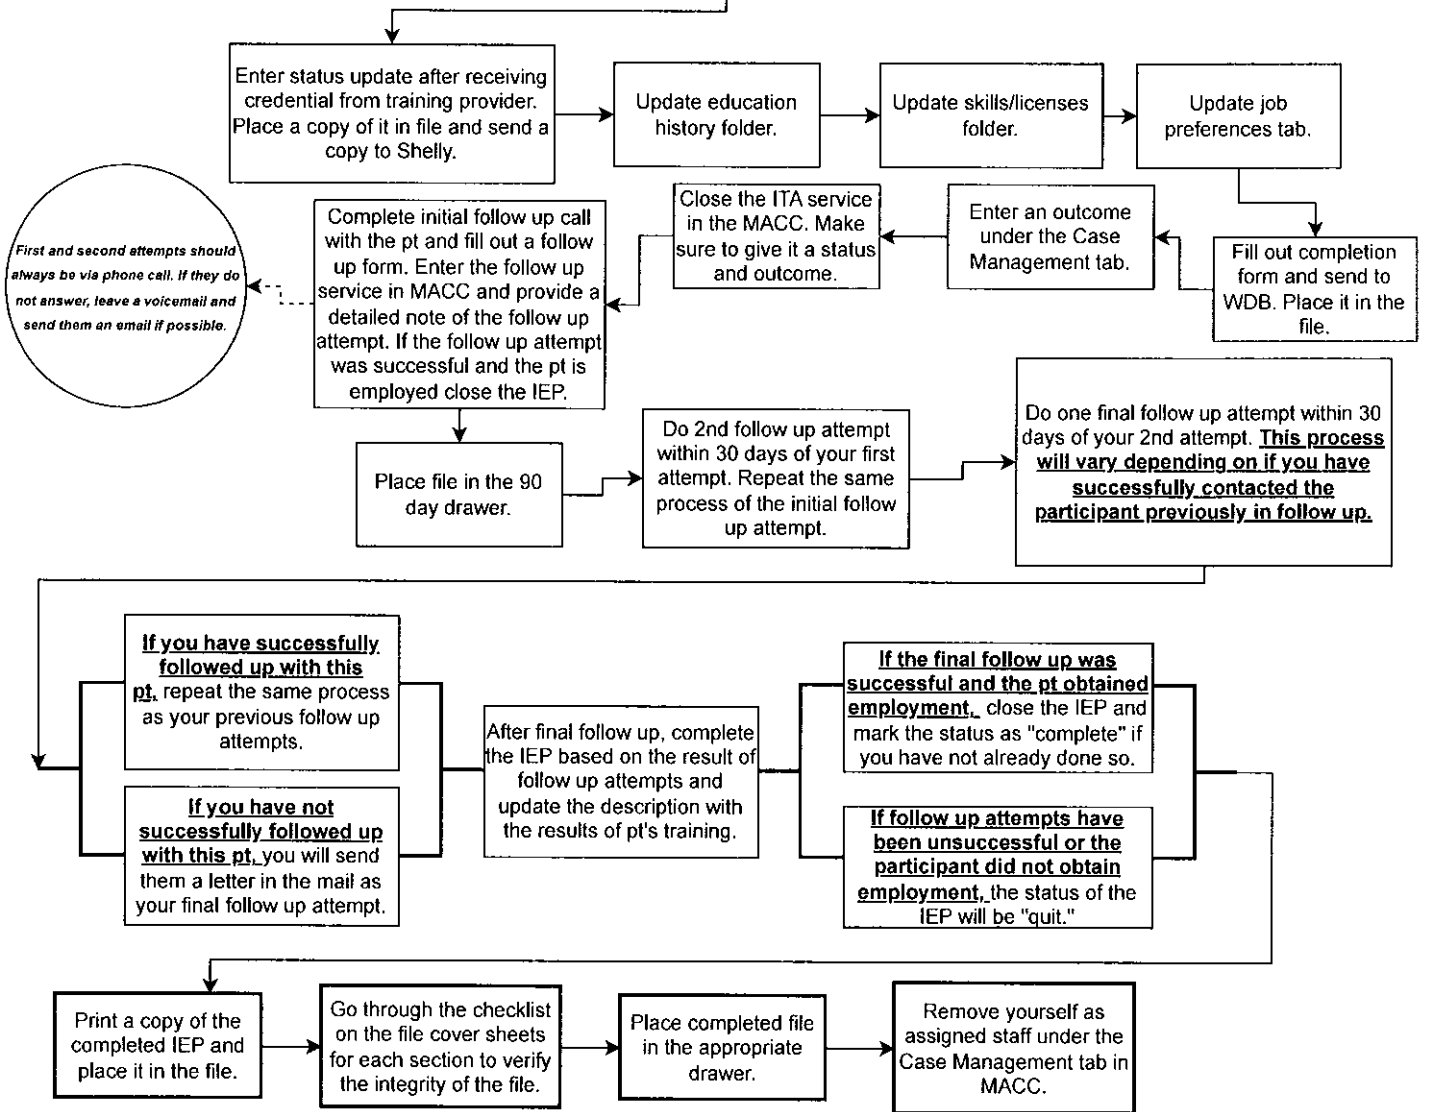 Enter status update after receiving
credential from training provider.
Place a copy of it in file and send a
copy to Shelly.
Update education
history folder.
Update skills/licenses
folder.
Update job
preferences tab.
Fill out completion
form and send to
WDB. Place it in the
file.
Enter an outcome
under the Case
Management tab.
Close the ITA service
in the MACC. Make
sure to give it a status
and outcome.
Complete initial follow up call
with the pt and fill out a follow
up form. Enter the follow up
service in MACC and provide a
detailed note of the follow up
attempt. If the follow up attempt
was successful and the pt is
employed close the IEP.
First and second attempts should
always be via phone call. If they do
not answer, leave a voicemail and
send them an email if possible.
Place file in the 90
day drawer.
Do 2nd follow up attempt
within 30 days of your first
attempt. Repeat the same
process of the initial follow
up attempt.
Do one final follow up attempt within 30
days of your 2nd attempt. This process
will vary depending on if you have
successfully contacted the
participant previously in follow up.
If you have successfully
followed up with this
pt, repeat the same process
as your previous follow up
attempts.
If you have not
successfully followed up
with this pt, you will send
them a letter in the mail as
your final follow up attempt.
After final follow up, complete
the IEP based on the result of
follow up attempts and
update the description with
the results of pt's training.
If the final follow up was
successful and the pt obtained
employment, close the IEP and
mark the status as "complete" if
you have not already done so.
If follow up attempts have
been unsuccessful or the
participant did not obtain
employment, the status of the
IEP will be "quit."
Print a copy of the
completed IEP and
place it in the file.
Go through the checklist
on the file cover sheets
for each section to verify
the integrity of the file.
Place completed file
in the appropriate
drawer.
Remove yourself as
assigned staff under the
Case Management tab in
MACC.